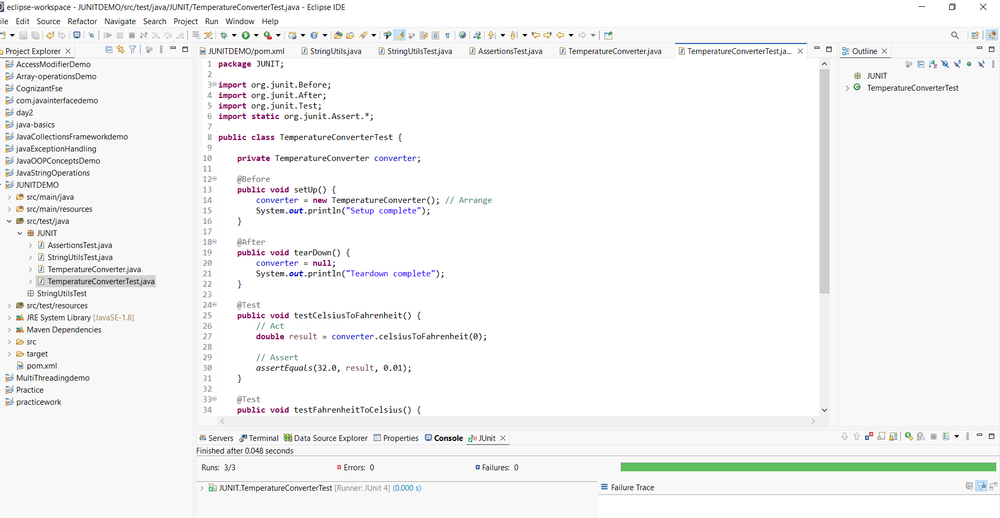 eclipse-workspace - JUNITDEMO/src/test/java/JUNIT/TemperatureConverterTest.java - Eclipse IDE
ile Edit Source Refactor Navigate Search Project Run Window Help
Project Explorer
AccessModifierDemo
Array-operationsDemo
CognizantFse
com.javainterfacedemo
day2
java-basics
JavaCollectionsFrameworkdemo
javaExceptionHandling
JavaOOPConceptsDemo
JavaStringOperations
JUNITDEMO
src/main/java
src/main/resources
src/test/java
JUNIT
AssertionsTest.java
StringUtilsTest.java
TemperatureConverter.java
TemperatureConverterTest.java
StringUtilsTest
src/test/resources
JRE System Library [JavaSE-1.8]
Maven Dependencies
src
target
pom.xml
MultiThreadingdemo
Practice
practicework
JUNITDEMO/pom.xml StringUtils.java StringUtilsTest.java AssertionsTest.java TemperatureConverter.java TemperatureConverterTest.ja...
1 package JUNIT;
2
3 import org.junit.Before;
4 import org.junit.After;
5 import org.junit.Test;
6 import static org.junit.Assert.*;
7
8 public class TemperatureConverterTest {
9
10 private TemperatureConverter converter;
11
12 @Before
13 public void setUp() {
14 converter = new TemperatureConverter(); // Arrange
15 System.out.println("Setup complete");
16 }
17
18 @After
19 public void tearDown() {
20 converter = null;
21 System.out.println("Teardown complete");
22 }
23
24 @Test
25 public void testCelsiusToFahrenheit() {
26 // Act
27 double result = converter.celsiusToFahrenheit(0);
28
29 // Assert
30 assertEquals(32.0, result, 0.01);
31 }
32
33 @Test
34 public void testFahrenheitToCelsius() {
Outline
JUNIT
TemperatureConverterTest
Servers Terminal Data Source Explorer Properties Console JUnit
Finished after 0.048 seconds
Runs: 3/3 Errors: 0 Failures: 0
JUNIT.TemperatureConverterTest [Runner: JUnit 4] (0.000 s)
Failure Trace